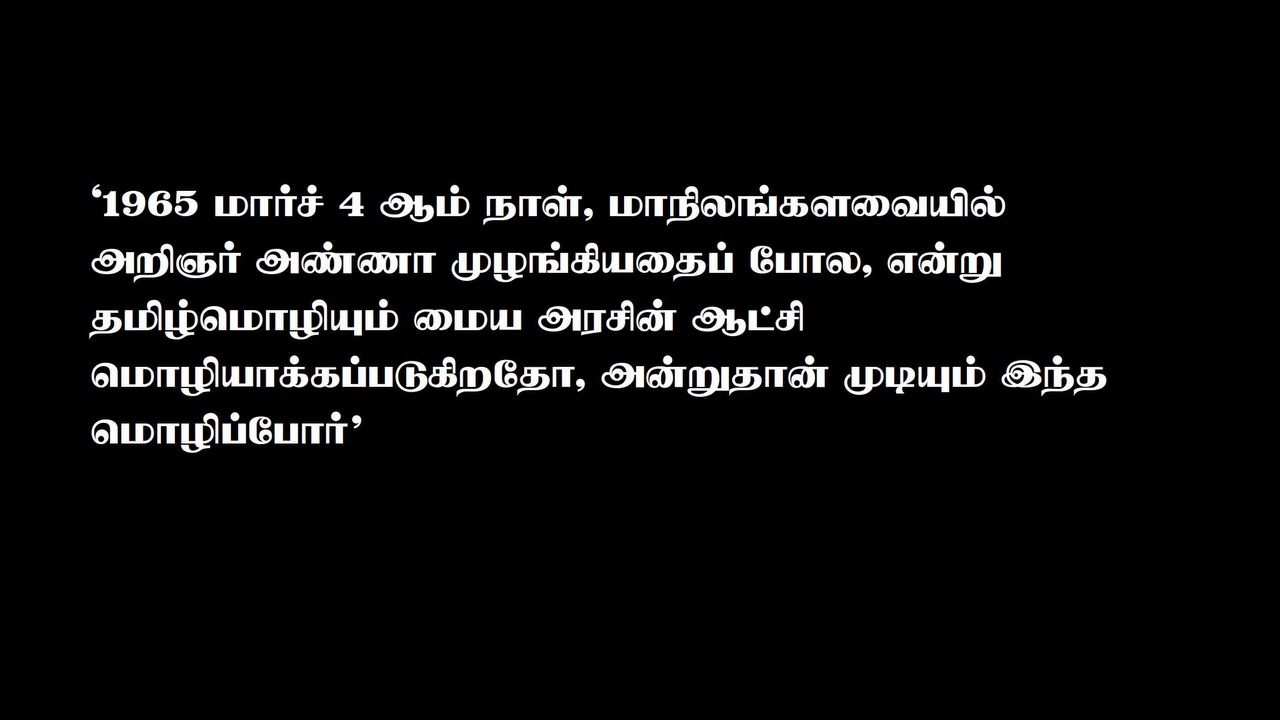 ‘1965 மார்ச் 4 ஆம் நாள், மாநிலங்களவையில்
அறிஞர் அண்ணா முழங்கியதைப் போல, என்று
தமிழ்மொழியும் மைய அரசின் ஆட்சி
மொழியாக்கப்படுகிறதோ, அன்றுதான் முடியும் இந்த
மொழிப்போர்’